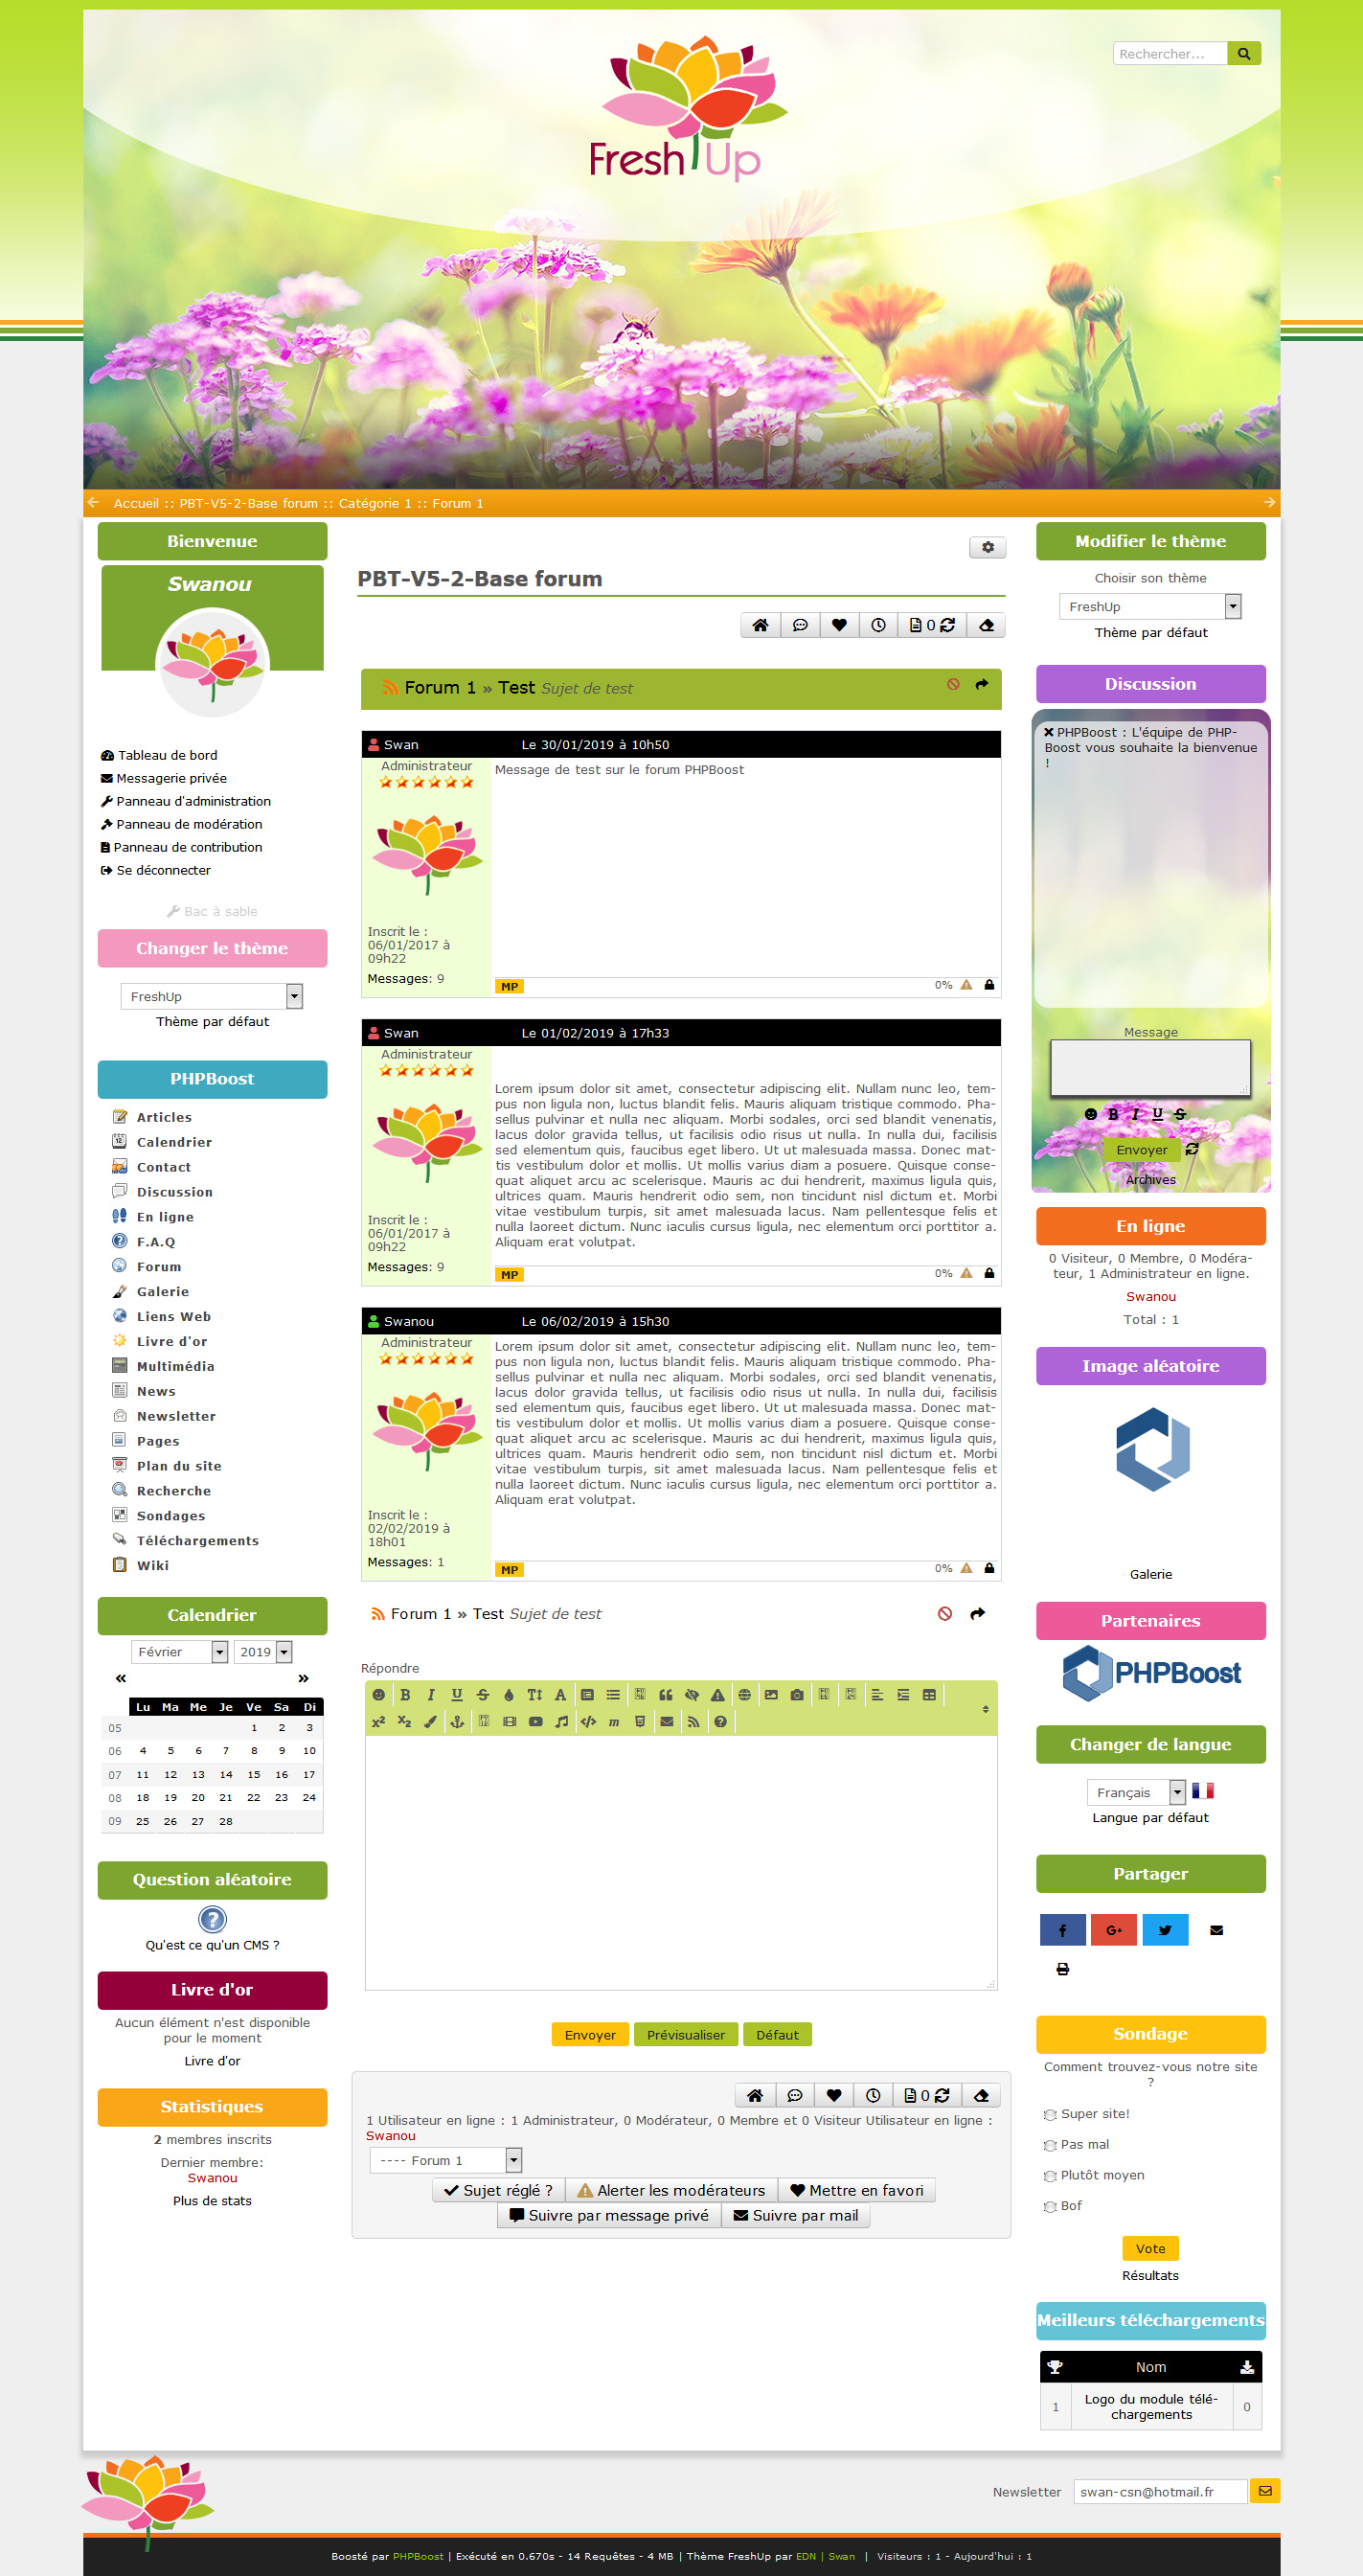 Rechercher...
Fresh Up
Accueil :: PBT-V5-2-Base forum :: Catégorie 1 :: Forum 1
Bienvenue
Swanou
Tableau de bord
Messagerie privée
Panneau d'administration
Panneau de modération
Panneau de contribution
Se déconnecter
Bac à sable
Changer le thème
FreshUp
Thème par défaut
PHPBoost
Articles
Calendrier
Contact
Discussion
En ligne
F.A.Q
Forum
Galerie
Liens Web
Livre d'or
Multimédia
News
Newsletter
Pages
Plan du site
Recherche
Sondages
Téléchargements
Wiki
Calendrier
Février 2019
« »
Lu Ma Me Je Ve Sa Di
05 1 2 3
06 4 5 6 7 8 9 10
07 11 12 13 14 15 16 17
08 18 19 20 21 22 23 24
09 25 26 27 28
Question aléatoire
Qu'est ce qu'un CMS ?
Livre d'or
Aucun élément n'est disponible
pour le moment
Livre d'or
Statistiques
2 membres inscrits
Dernier membre:
Swanou
Plus de stats
PBT-V5-2-Base forum
0
Forum 1 » Test Sujet de test
Swan Le 30/01/2019 à 10h50
Administrateur
Message de test sur le forum PHPBoost
Inscrit le :
06/01/2017 à
09h22
Messages: 9
MP 0%
Swan Le 01/02/2019 à 17h33
Administrateur
Lorem ipsum dolor sit amet, consectetur adipiscing elit. Nullam nunc leo, tem-
pus non ligula non, luctus blandit felis. Mauris aliquam tristique commodo. Pha-
sellus pulvinar et nulla nec aliquam. Morbi sodales, orci sed blandit venenatis,
lacus dolor gravida tellus, ut facilisis odio risus ut nulla. In nulla dui, facilisis
sed elementum quis, faucibus eget libero. Ut ut malesuada massa. Donec mat-
tis vestibulum dolor et mollis. Ut mollis varius diam a posuere. Quisque conse-
quat aliquet arcu ac scelerisque. Mauris ac dui hendrerit, maximus ligula quis,
ultrices quam. Mauris hendrerit odio sem, non tincidunt nisl dictum et. Morbi
vitae vestibulum turpis, sit amet malesuada lacus. Nam pellentesque felis et
nulla laoreet dictum. Nunc iaculis cursus ligula, nec elementum orci porttitor a.
Aliquam erat volutpat.
Inscrit le :
06/01/2017 à
09h22
Messages: 9
MP 0%
Swanou Le 06/02/2019 à 15h30
Administrateur
Lorem ipsum dolor sit amet, consectetur adipiscing elit. Nullam nunc leo, tem-
pus non ligula non, luctus blandit felis. Mauris aliquam tristique commodo. Pha-
sellus pulvinar et nulla nec aliquam. Morbi sodales, orci sed blandit venenatis,
lacus dolor gravida tellus, ut facilisis odio risus ut nulla. In nulla dui, facilisis
sed elementum quis, faucibus eget libero. Ut ut malesuada massa. Donec mat-
tis vestibulum dolor et mollis. Ut mollis varius diam a posuere. Quisque conse-
quat aliquet arcu ac scelerisque. Mauris ac dui hendrerit, maximus ligula quis,
ultrices quam. Mauris hendrerit odio sem, non tincidunt nisl dictum et. Morbi
vitae vestibulum turpis, sit amet malesuada lacus. Nam pellentesque felis et
nulla laoreet dictum. Nunc iaculis cursus ligula, nec elementum orci porttitor a.
Aliquam erat volutpat.
Inscrit le :
02/02/2019 à
18h01
Messages: 1
MP 0%
Forum 1 » Test Sujet de test
Répondre
B I U S
Envoyer Prévisualiser Défaut
0
1 Utilisateur en ligne : 1 Administrateur, 0 Modérateur, 0 Membre et 0 Visiteur Utilisateur en ligne :
Swanou
---- Forum 1
Sujet réglé ? Alerter les modérateurs Mettre en favori
Suivre par message privé Suivre par mail
Modifier le thème
Choisir son thème
FreshUp
Thème par défaut
Discussion
PHPBoost : L'équipe de PHP-
Boost vous souhaite la bienvenue
!
Message
B I U S
Envoyer
Archives
En ligne
0 Visiteur, 0 Membre, 0 Modéra-
teur, 1 Administrateur en ligne.
Swanou
Total : 1
Image aléatoire
Galerie
Partenaires
PHPBoost
Changer de langue
Français
Langue par défaut
Partager
Sondage
Comment trouvez-vous notre site
?
Super site!
Pas mal
Plutôt moyen
Bof
Vote
Résultats
Meilleurs téléchargements
Nom
1 Logo du module télé- 0
chargements
Newsletter swan-csn@hotmail.fr
Boosté par PHPBoost | Exécuté en 0.670s - 14 Requêtes - 4 MB | Thème FreshUp par EDN | Swan | Visiteurs : 1 - Aujourd'hui : 1